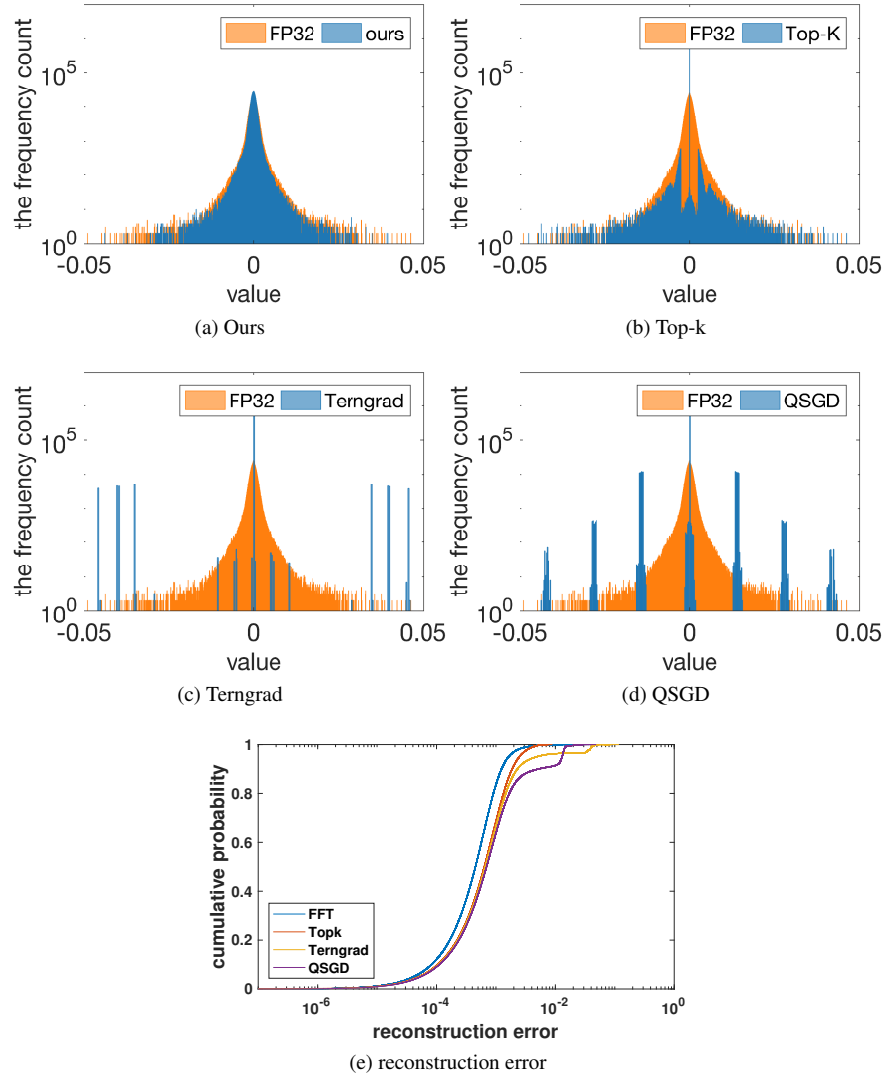 FP32 ours
the frequency count
10^5
10^0
-0.05 0 0.05
value
(a) Ours
FP32 Top-K
the frequency count
10^5
10^0
-0.05 0 0.05
value
(b) Top-k
FP32 Terngrad
the frequency count
10^5
10^0
-0.05 0 0.05
value
(c) Terngrad
FP32 QSGD
the frequency count
10^5
10^0
-0.05 0 0.05
value
(d) QSGD
cumulative probability
1
0.8
0.6
0.4
0.2
0
FFT
Topk
Terngrad
QSGD
10^-6 10^-4 10^-2 10^0
reconstruction error
(e) reconstruction error